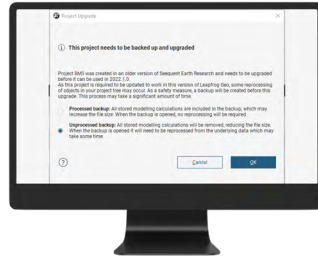 Project Upgrade
This project needs to be backed up and upgraded
Project BMS was created in an older version of Seequent Earth Research and needs to be upgraded
before it can be used in 2022.1.0.
As this project is required to be updated to work in this version of Leapfrog Geo, some reprocessing
of objects in your project may occur. As a safety measure, a backup will be created before this
upgrade. This process may take a significant amount of time.
Processed backup: All stored modelling calculations are included in the backup, which may
increase the file size. When the backup is opened, no reprocessing will be required.
Unprocessed backup: All stored modelling calculations will be removed, reducing the file size.
When the backup is opened it will need to be reprocessed from the underlying data which may
take some time.
?
Cancel
OK